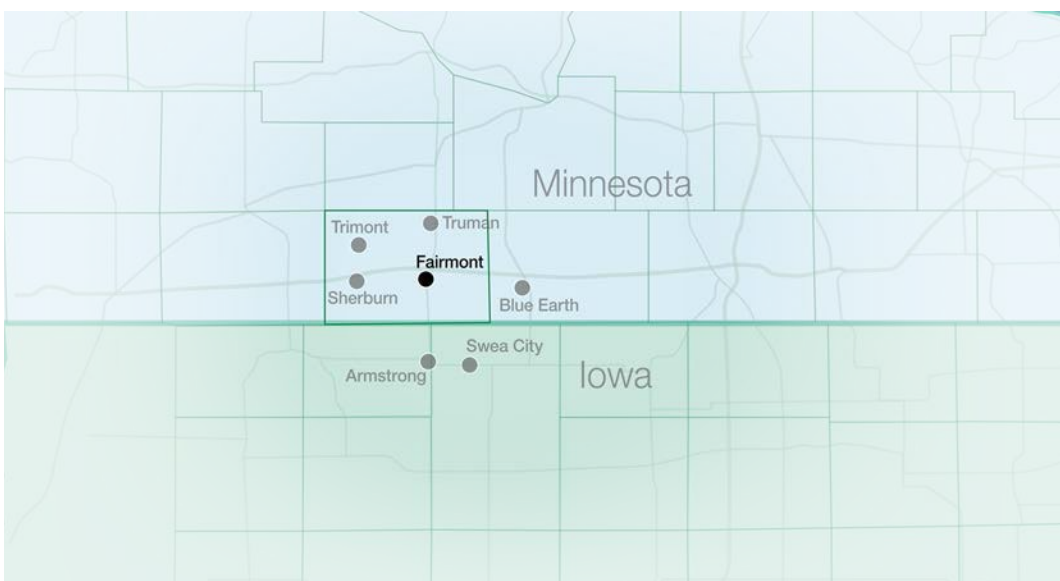 Minnesota
Truman
Trimont
Fairmont
Sherburn
Blue Earth
Swea City
Armstrong
Iowa